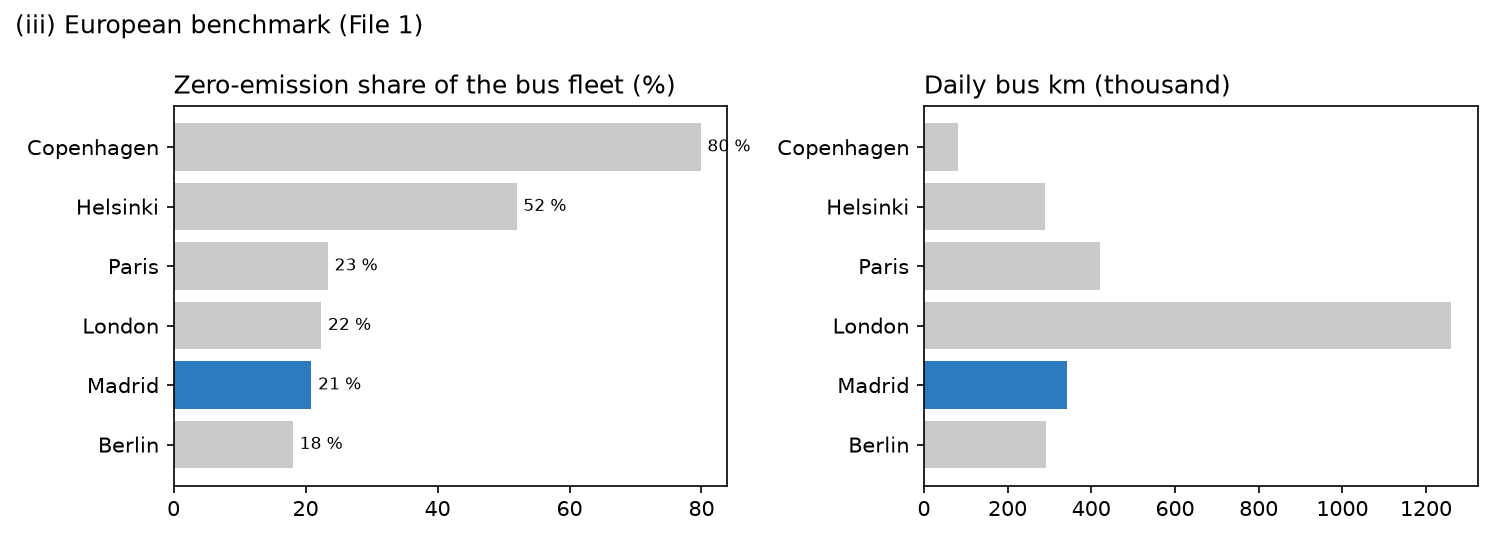 (iii) European benchmark (File 1)
Zero-emission share of the bus fleet (%)
Copenhagen 80 %
Helsinki 52 %
Paris 23 %
London 22 %
Madrid 21 %
Berlin 18 %
0 20 40 60 80
Daily bus km (thousand)
Copenhagen
Helsinki
Paris
London
Madrid
Berlin
0 200 400 600 800 1000 1200